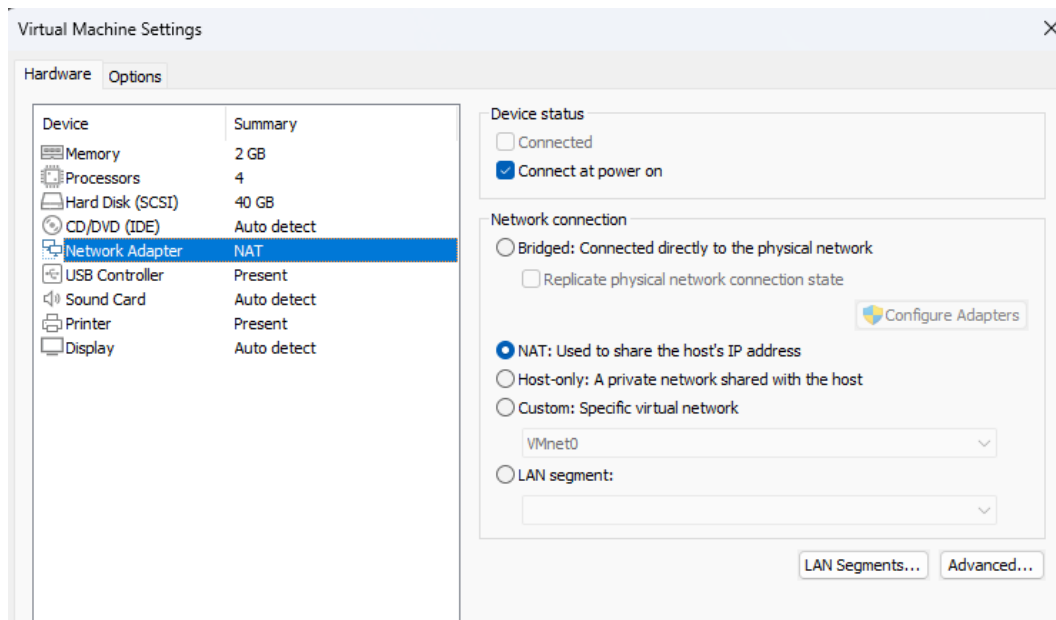 Virtual Machine Settings
Hardware Options
Device Summary
Memory 2 GB
Processors 4
Hard Disk (SCSI) 40 GB
CD/DVD (IDE) Auto detect
Network Adapter NAT
USB Controller Present
Sound Card Auto detect
Printer Present
Display Auto detect
Device status
Connected
Connect at power on
Network connection
Bridged: Connected directly to the physical network
Replicate physical network connection state
Configure Adapters
NAT: Used to share the host's IP address
Host-only: A private network shared with the host
Custom: Specific virtual network
VMnet0
LAN segment:
LAN Segments... Advanced...